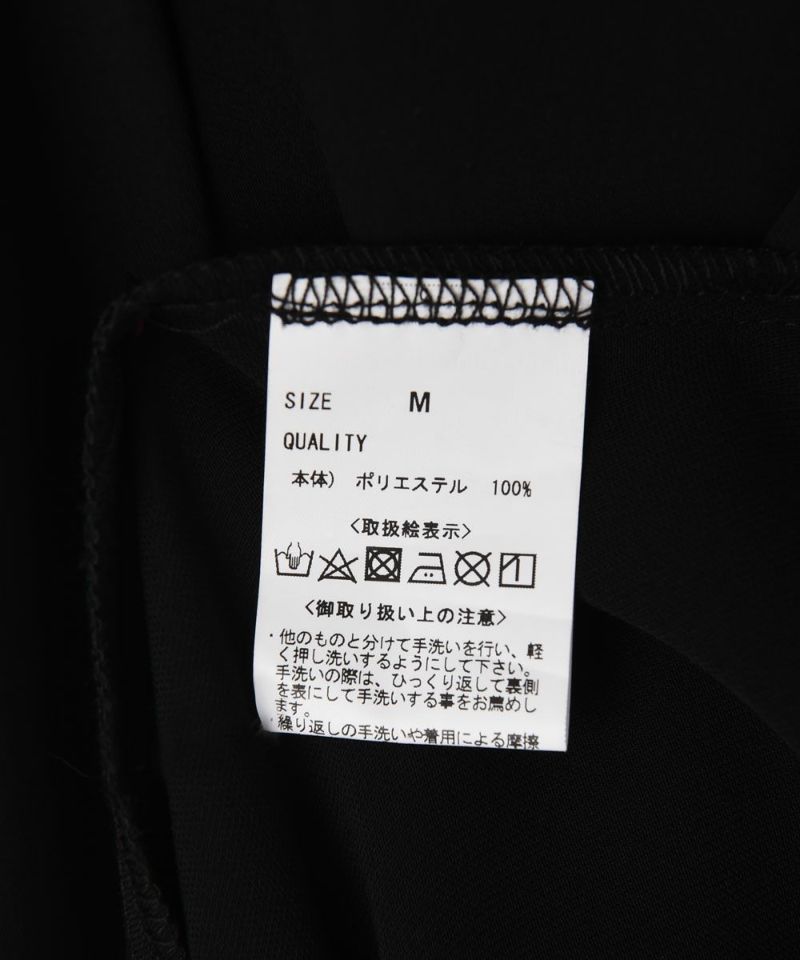 SIZE M
QUALITY
本体) ポリエステル 100%
〈取扱絵表示〉
〈御取り扱い上の注意〉
・他のものと分けて手洗いを行い、軽
く押し洗いするようにして下さい。
手洗いの際は、ひっくり返して裏側
を表にして手洗いする事をお薦めし
ます。
・繰り返しの手洗いや着用による摩擦